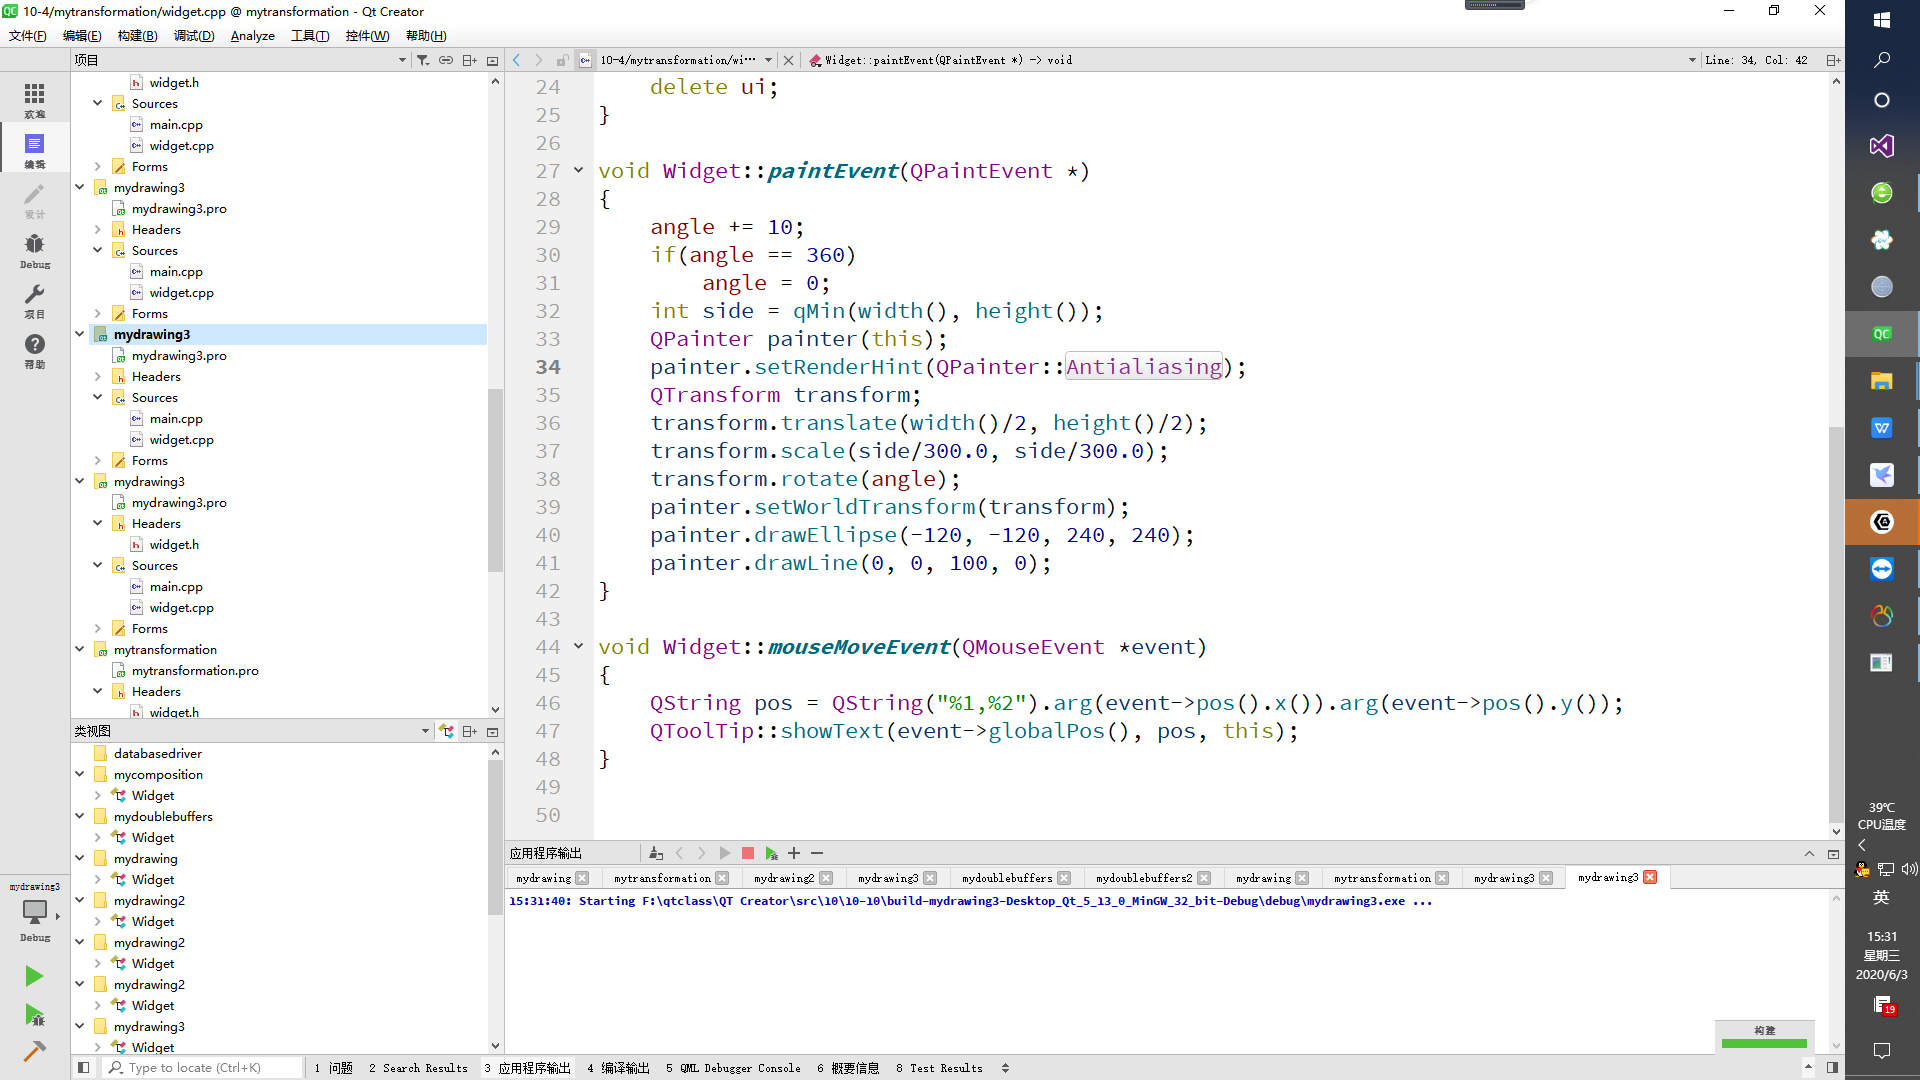 10-4/mytransformation/widget.cpp @ mytransformation - Qt Creator
文件(F) 编辑(E) 构建(B) 调试(D) Analyze 工具(T) 控件(W) 帮助(H)
项目
10-4/mytransformation/wi··· Widget::paintEvent(QPaintEvent *) -> void Line: 34, Col: 42
欢迎
编辑
设计
Debug
项目
帮助
widget.h
Sources
main.cpp
widget.cpp
Forms
mydrawing3
mydrawing3.pro
Headers
Sources
main.cpp
widget.cpp
Forms
mydrawing3
mydrawing3.pro
Headers
Sources
main.cpp
widget.cpp
Forms
mydrawing3
mydrawing3.pro
Headers
widget.h
Sources
main.cpp
widget.cpp
Forms
mytransformation
mytransformation.pro
Headers
widget.h
类视图
databasedriver
mycomposition
Widget
mydoublebuffers
Widget
mydrawing
Widget
mydrawing2
Widget
mydrawing2
Widget
mydrawing2
Widget
mydrawing3
Widget
24 delete ui;
25 }
26
27 void Widget::paintEvent(QPaintEvent *)
28 {
29 angle += 10;
30 if(angle == 360)
31 angle = 0;
32 int side = qMin(width(), height());
33 QPainter painter(this);
34 painter.setRenderHint(QPainter::Antialiasing);
35 QTransform transform;
36 transform.translate(width()/2, height()/2);
37 transform.scale(side/300.0, side/300.0);
38 transform.rotate(angle);
39 painter.setWorldTransform(transform);
40 painter.drawEllipse(-120, -120, 240, 240);
41 painter.drawLine(0, 0, 100, 0);
42 }
43
44 void Widget::mouseMoveEvent(QMouseEvent *event)
45 {
46 QString pos = QString("%1,%2").arg(event->pos().x()).arg(event->pos().y());
47 QToolTip::showText(event->globalPos(), pos, this);
48 }
49
50
应用程序输出
mydrawing mytransformation mydrawing2 mydrawing3 mydoublebuffers mydoublebuffers2 mydrawing mytransformation mydrawing3 mydrawing3
15:31:40: Starting F:\qtclass\QT Creator\src\10\10-10\build-mydrawing3-Desktop_Qt_5_13_0_MinGW_32_bit-Debug\debug\mydrawing3.exe ...
构建
mydrawing3
Debug
Type to locate (Ctrl+K) 1 问题 2 Search Results 3 应用程序输出 4 编译输出 5 QML Debugger Console 6 概要信息 8 Test Results
39℃
CPU温度
英
15:31
星期三
2020/6/3
19